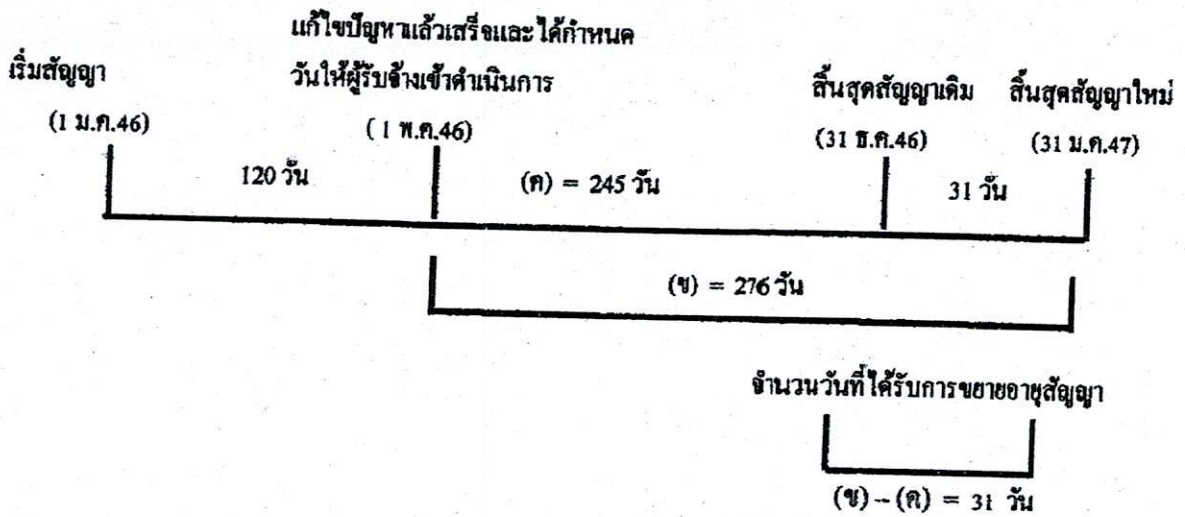 แก้ไขปัญหาแล้วเสร็จและได้กำหนด
เริ่มสัญญา วันให้ผู้รับจ้างเข้าดำเนินการ สิ้นสุดสัญญาเดิม สิ้นสุดสัญญาใหม่
(1 ม.ค.46) (1 พ.ค.46) (31 ธ.ค.46) (31 ม.ค.47)
120 วัน (ค) = 245 วัน 31 วัน
(ข) = 276 วัน
จำนวนวันที่ได้รับการขยายอายุสัญญา
(ข) – (ค) = 31 วัน